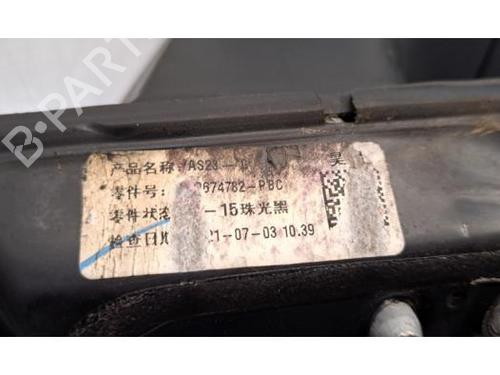 产品名称 AS23-
零件号: 674782-PBC
零件状态 -15珠光黑
检查日期 21-07-03 10.39
B-Parts